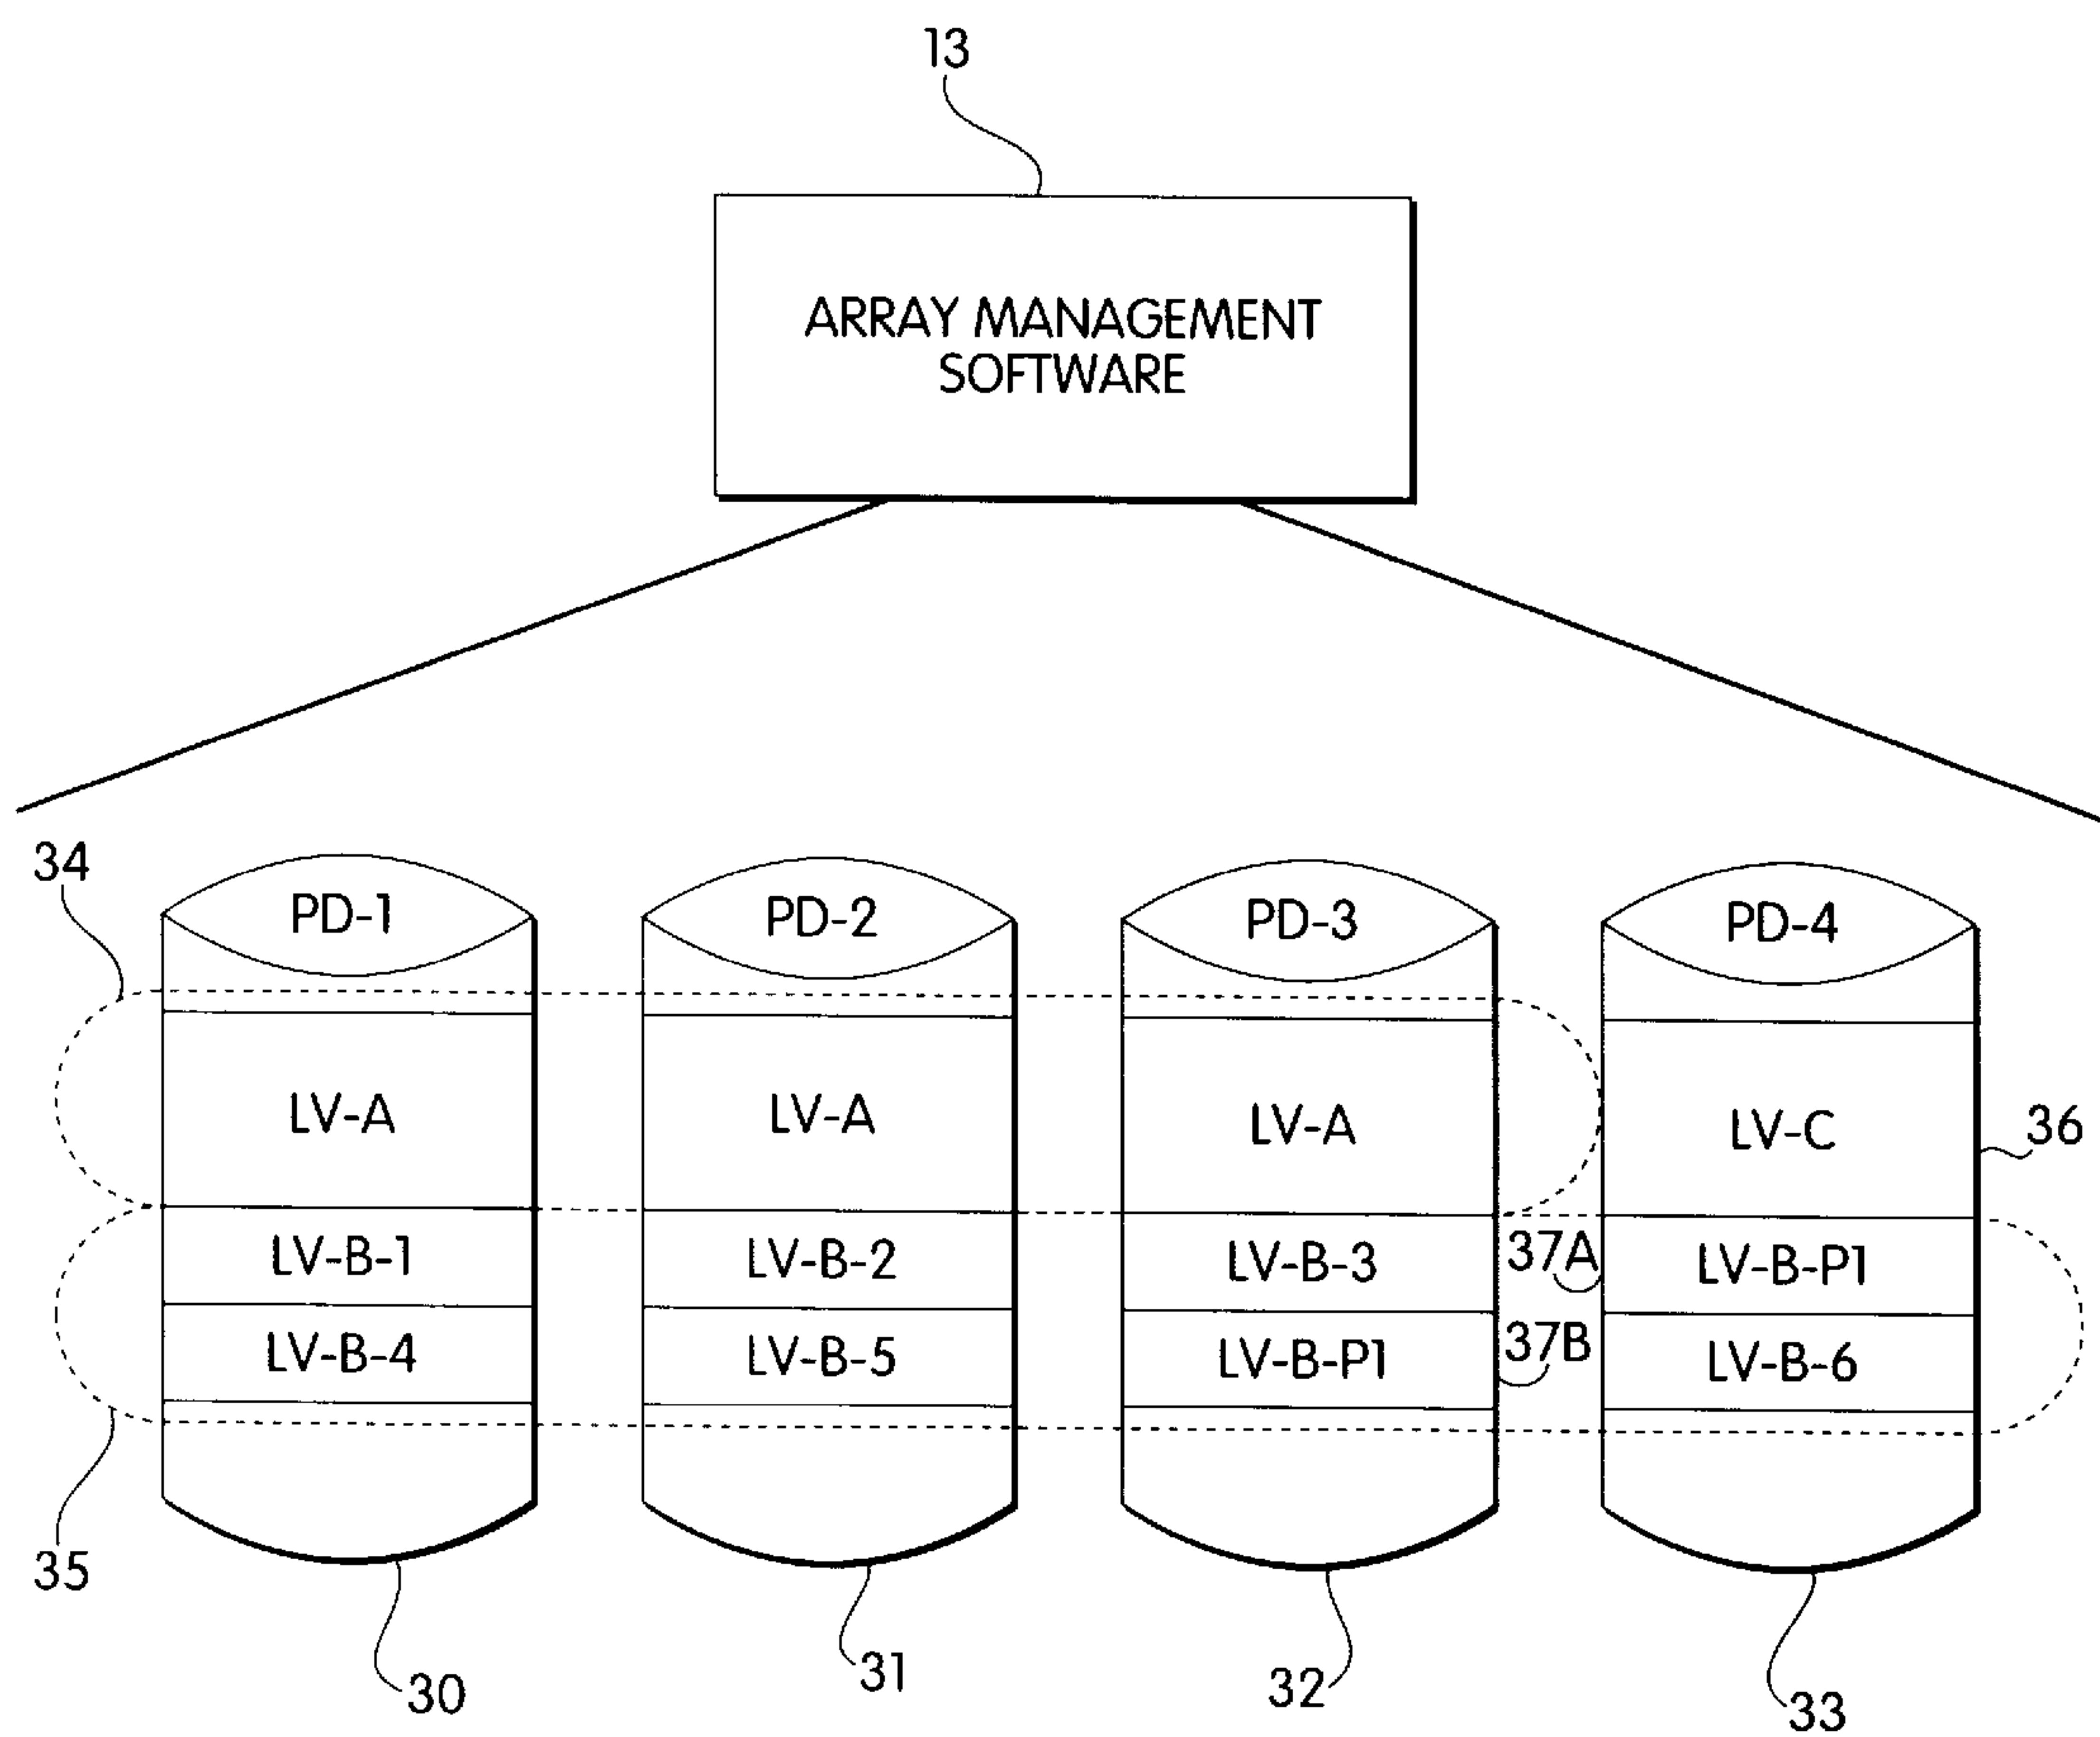 13
ARRAY MANAGEMENT
SOFTWARE
34
PD-1 PD-2 PD-3 PD-4
LV-A LV-A LV-A LV-C 36
LV-B-1 LV-B-2 LV-B-3 37A LV-B-P1
LV-B-4 LV-B-5 LV-B-P1 37B LV-B-6
35
30 31 32 33